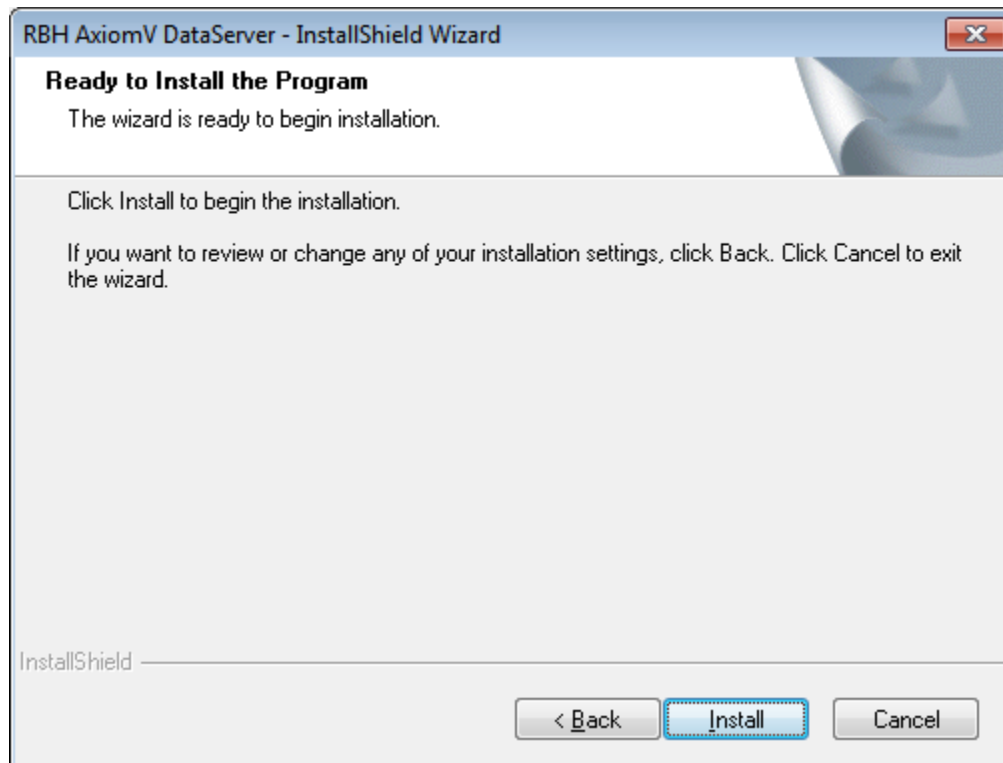 RBH AxiomV DataServer - InstallShield Wizard
Ready to Install the Program
The wizard is ready to begin installation.
Click Install to begin the installation.
If you want to review or change any of your installation settings, click Back. Click Cancel to exit
the wizard.
InstallShield
< Back
Install
Cancel